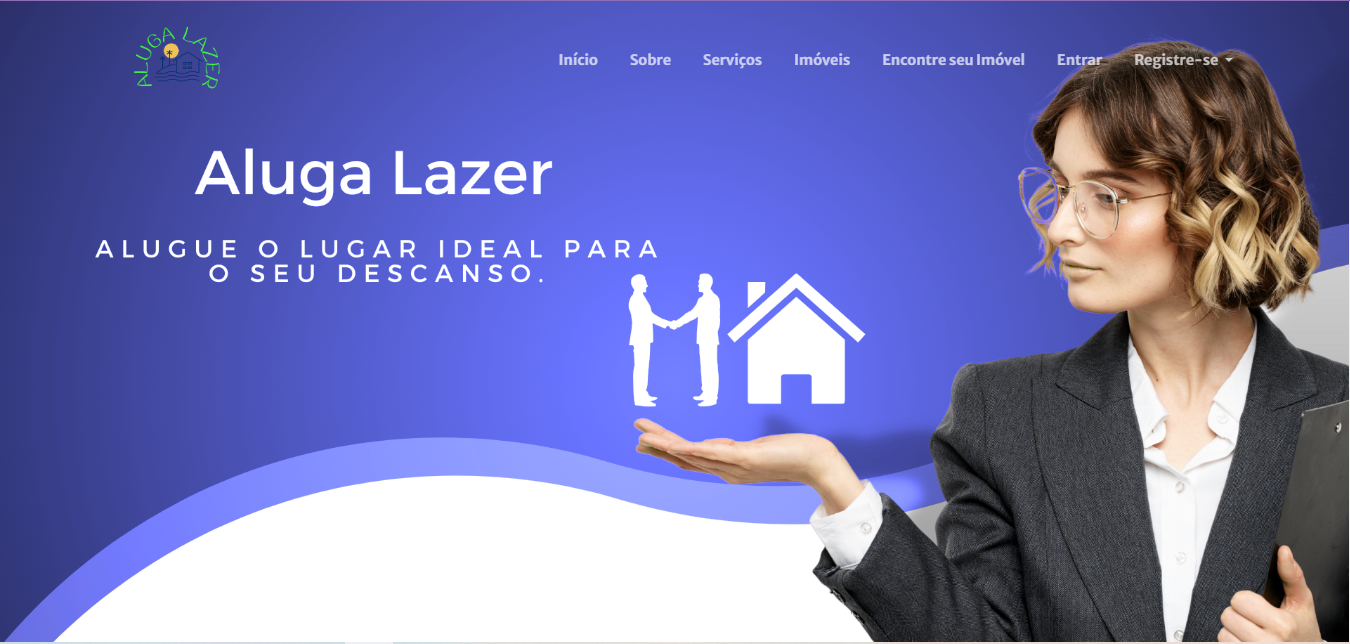 ALUGA LAZER
Início Sobre Serviços Imóveis Encontre seu Imóvel Entrar Registre-se
Aluga Lazer
ALUGUE O LUGAR IDEAL PARA
O SEU DESCANSO.